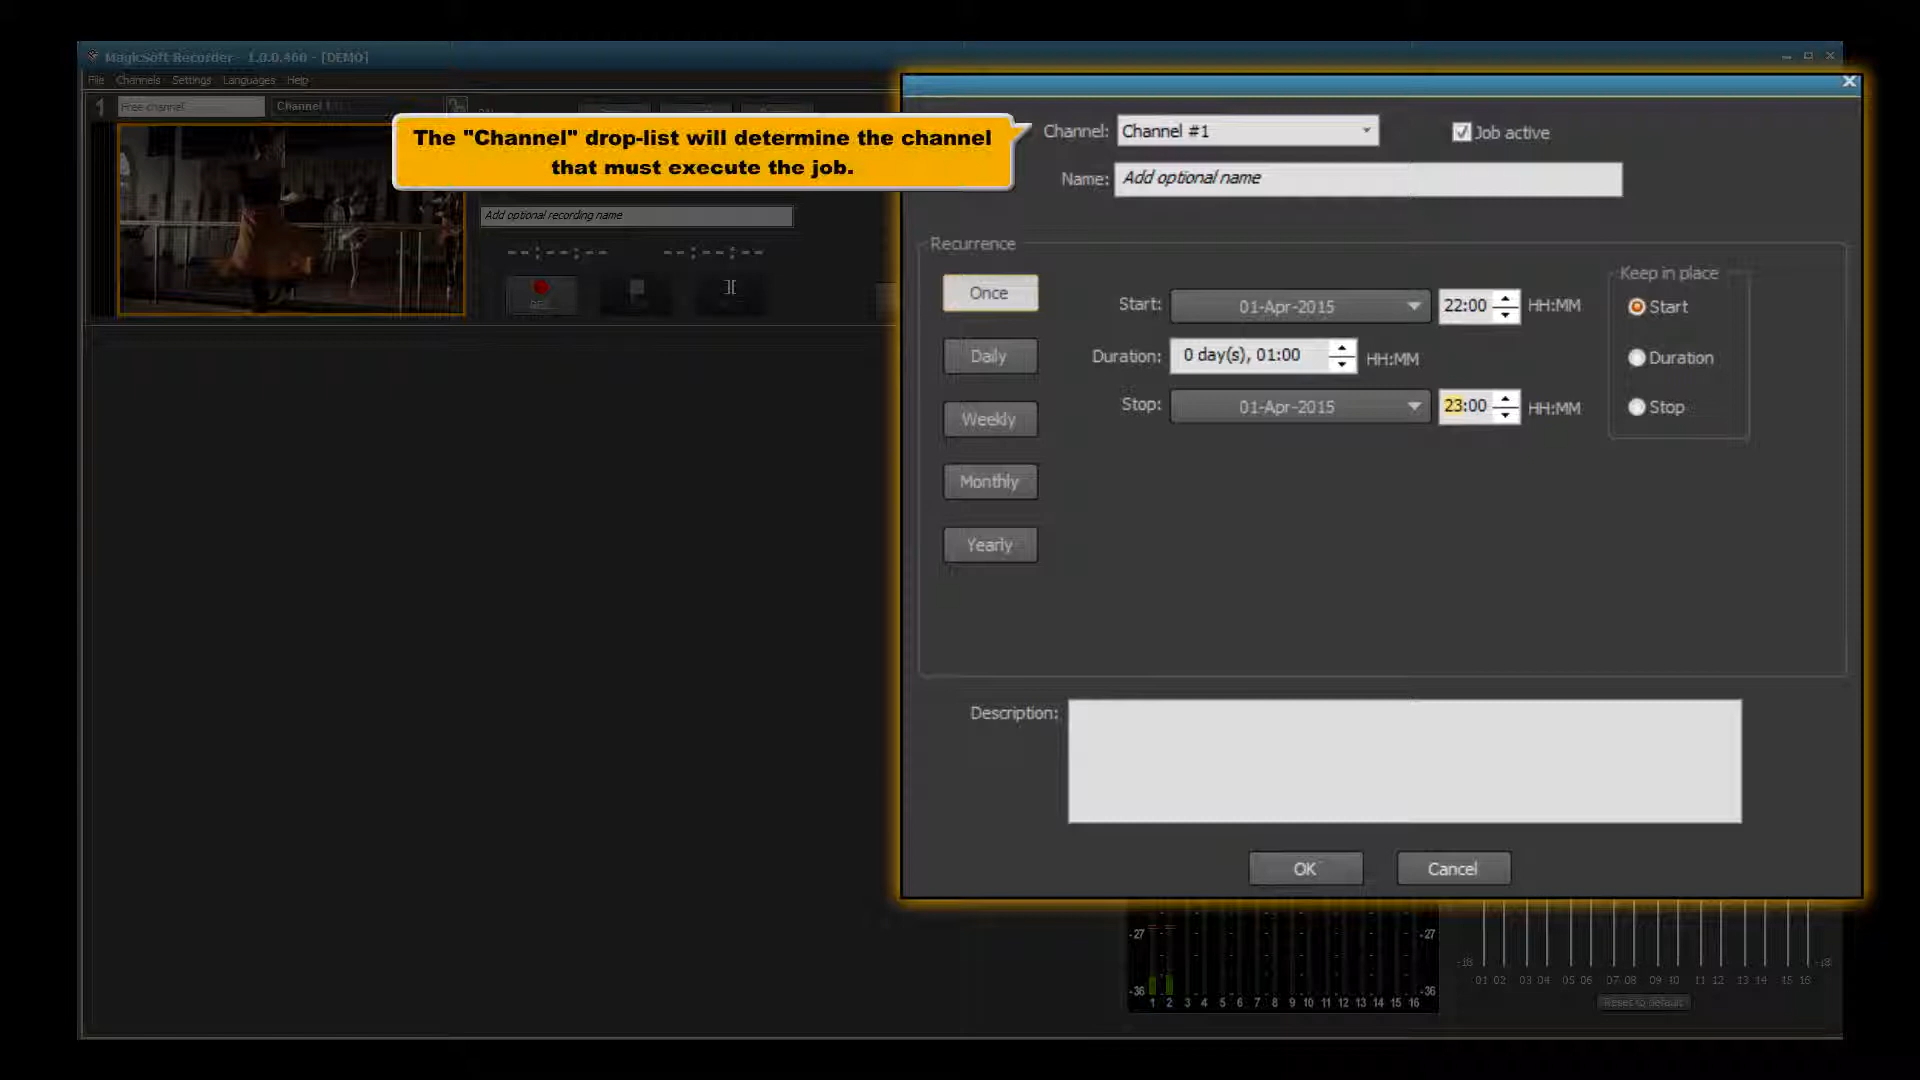 MagicSoft Recorder - 1.0.0.460 - [DEMO]
File Channels Settings Languages Help
1 Free channel Channel 1
The "Channel" drop-list will determine the channel
that must execute the job.
Add optional recording name
--:--:-- --:--:--
Channel: Channel #1 Job active
Name: Add optional name
Recurrence
Once
Daily
Weekly
Monthly
Yearly
Start: 01-Apr-2015 22:00 HH:MM
Duration: 0 day(s), 01:00 HH:MM
Stop: 01-Apr-2015 23:00 HH:MM
Keep in place
Start
Duration
Stop
Description:
OK Cancel
-27 -27
-36 -36
1 2 3 4 5 6 7 8 9 10 11 12 13 14 15 16
-18 -18
01 02 03 04 05 06 07 08 09 10 11 12 13 14 15 16
Reset to default